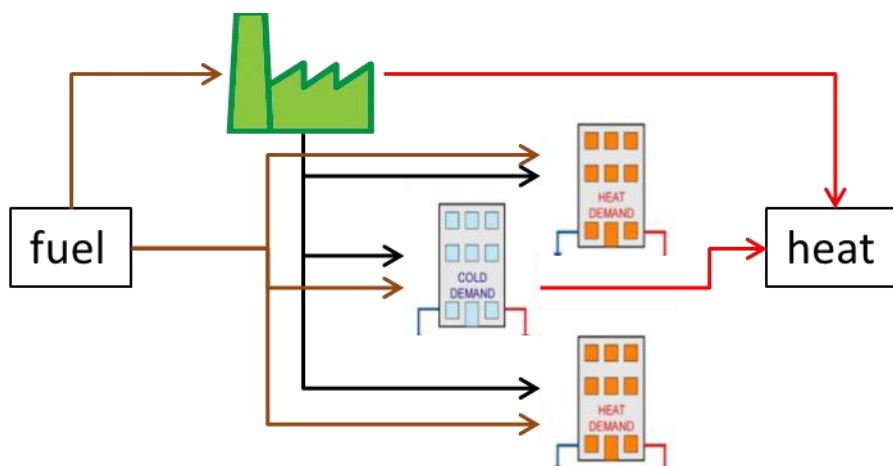 HEAT
DEMAND
fuel
COLD
DEMAND
heat
HEAT
DEMAND